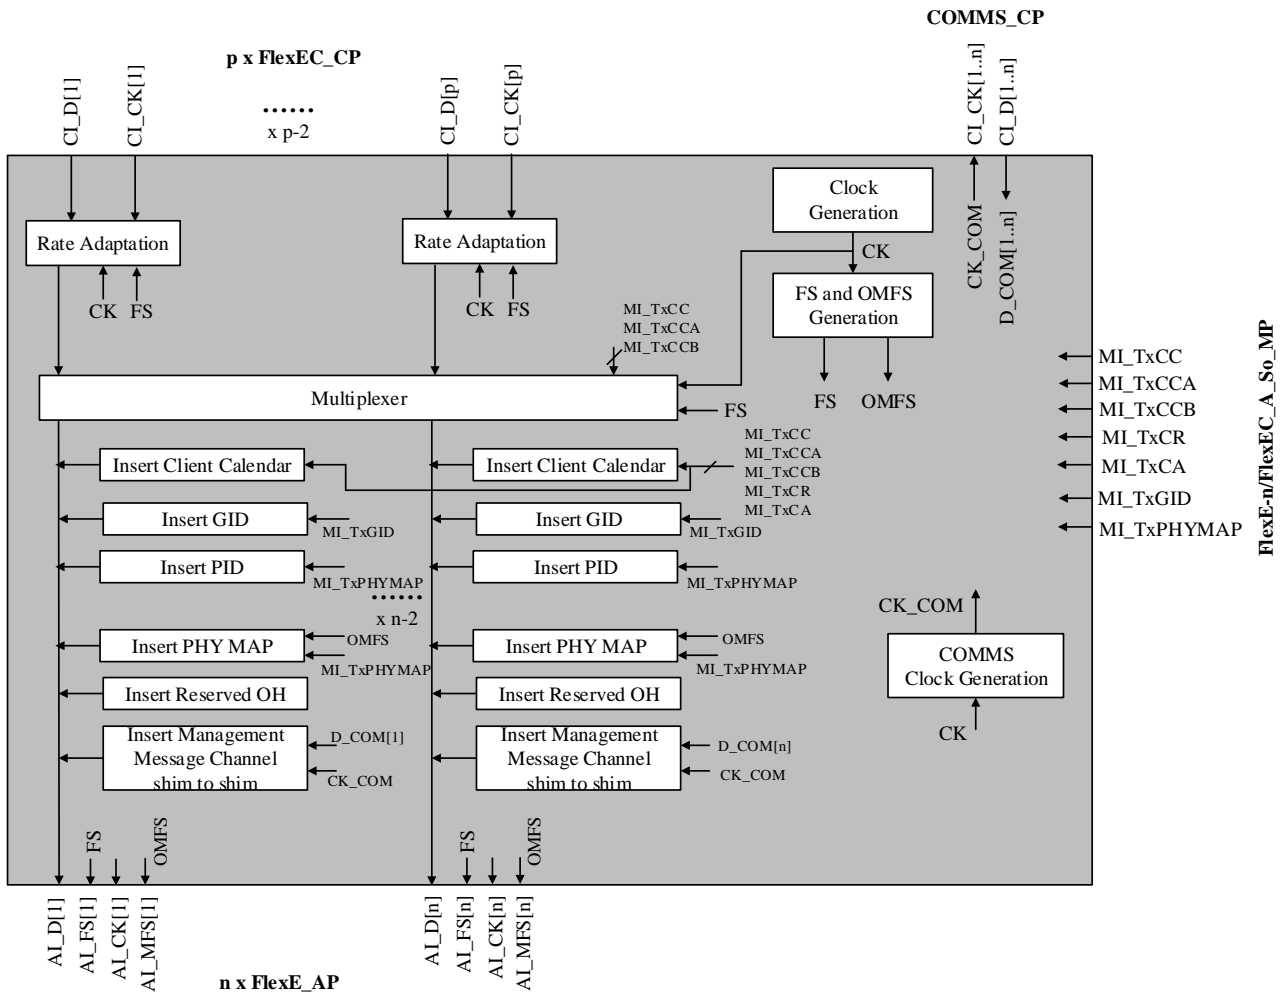 COMMS_CP
p x FlexEC_CP
CI_D[1]
CI_CK[1]
......
x p-2
CI_D[p]
CI_CK[p]
CI_CK[1..n]
CI_D[1..n]
Rate Adaptation
CK
FS
Rate Adaptation
CK
FS
Clock
Generation
CK
FS and OMFS
Generation
FS
OMFS
CK_COM
D_COM[1..n]
MI_TxCC
MI_TxCCA
MI_TxCCB
Multiplexer
FS
MI_TxCC
MI_TxCCA
MI_TxCCB
MI_TxCR
MI_TxCA
MI_TxGID
MI_TxPHYMAP
FlexE-n/FlexEC_A_So_MP
MI_TxCC
MI_TxCCA
MI_TxCCB
MI_TxCR
MI_TxCA
Insert Client Calendar
Insert Client Calendar
Insert GID
MI_TxGID
Insert GID
MI_TxGID
Insert PID
MI_TxPHYMAP
Insert PID
MI_TxPHYMAP
......
x n-2
Insert PHY MAP
OMFS
MI_TxPHYMAP
Insert PHY MAP
OMFS
MI_TxPHYMAP
Insert Reserved OH
Insert Reserved OH
Insert Management
Message Channel
shim to shim
D_COM[1]
CK_COM
Insert Management
Message Channel
shim to shim
D_COM[n]
CK_COM
CK_COM
COMMS
Clock Generation
CK
FS
OMFS
FS
OMFS
AI_D[1]
AI_FS[1]
AI_CK[1]
AI_MFS[1]
AI_D[n]
AI_FS[n]
AI_CK[n]
AI_MFS[n]
n x FlexE_AP